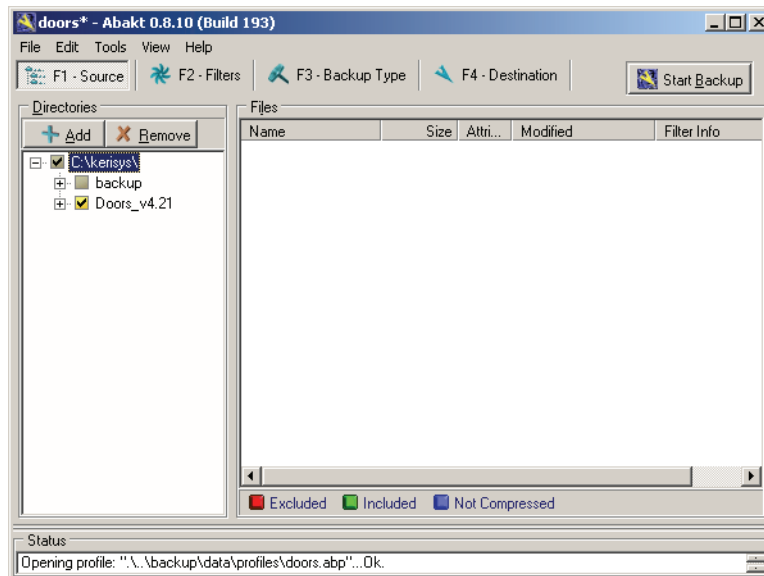 doors* - Abakt 0.8.10 (Build 193)
File Edit Tools View Help
F1 - Source F2 - Filters F3 - Backup Type F4 - Destination Start Backup
Directories
Add Remove
C:\kerisys\
backup
Doors_v4.21
Files
Name Size Attri... Modified Filter Info
Excluded Included Not Compressed
Status
Opening profile: ".\..\backup\data\profiles\doors.abp"...Ok.